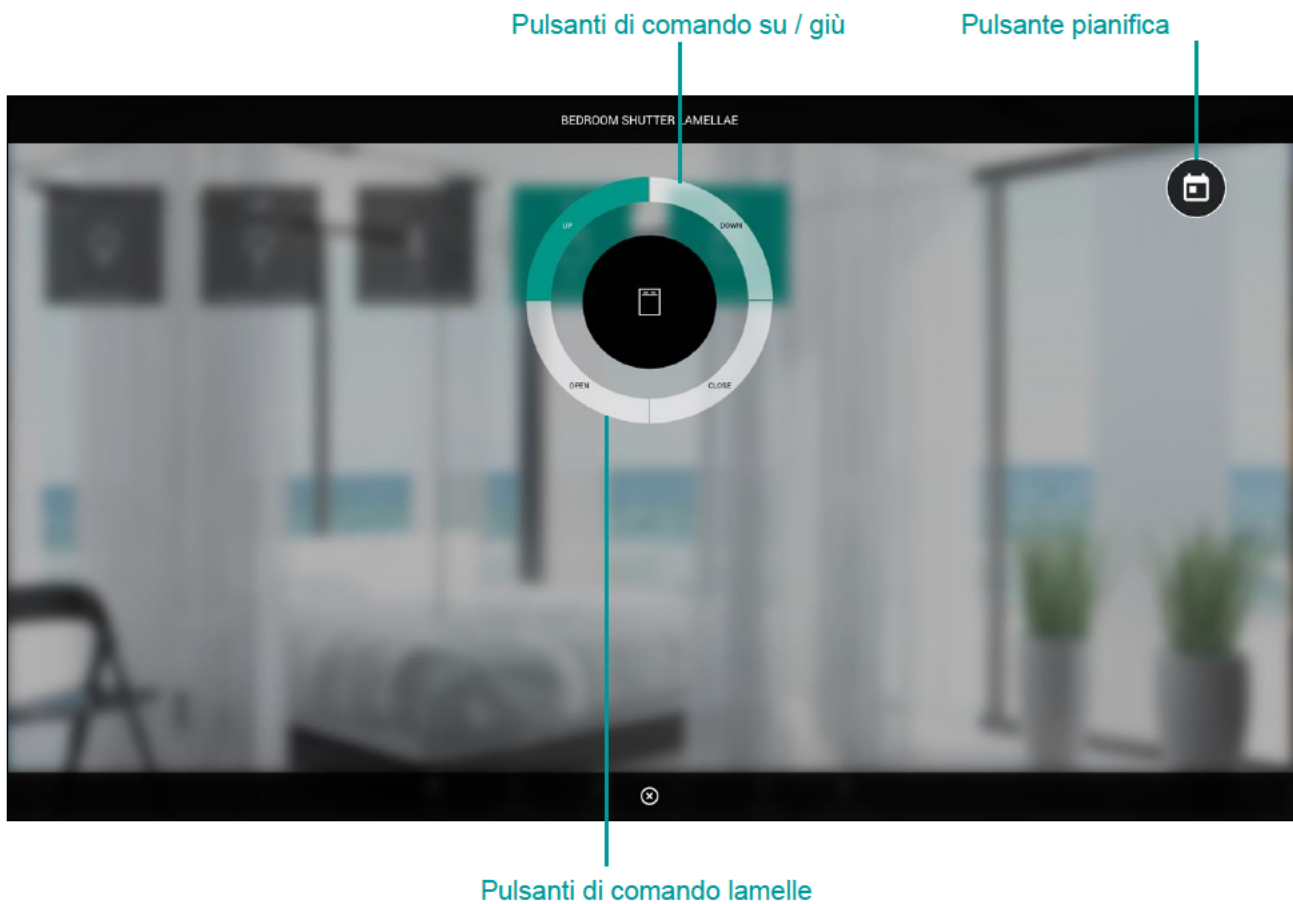 Pulsanti di comando su / giù
Pulsante pianifica
BEDROOM SHUTTER LAMELLAE
UP
DOWN
OPEN
CLOSE
Pulsanti di comando lamelle